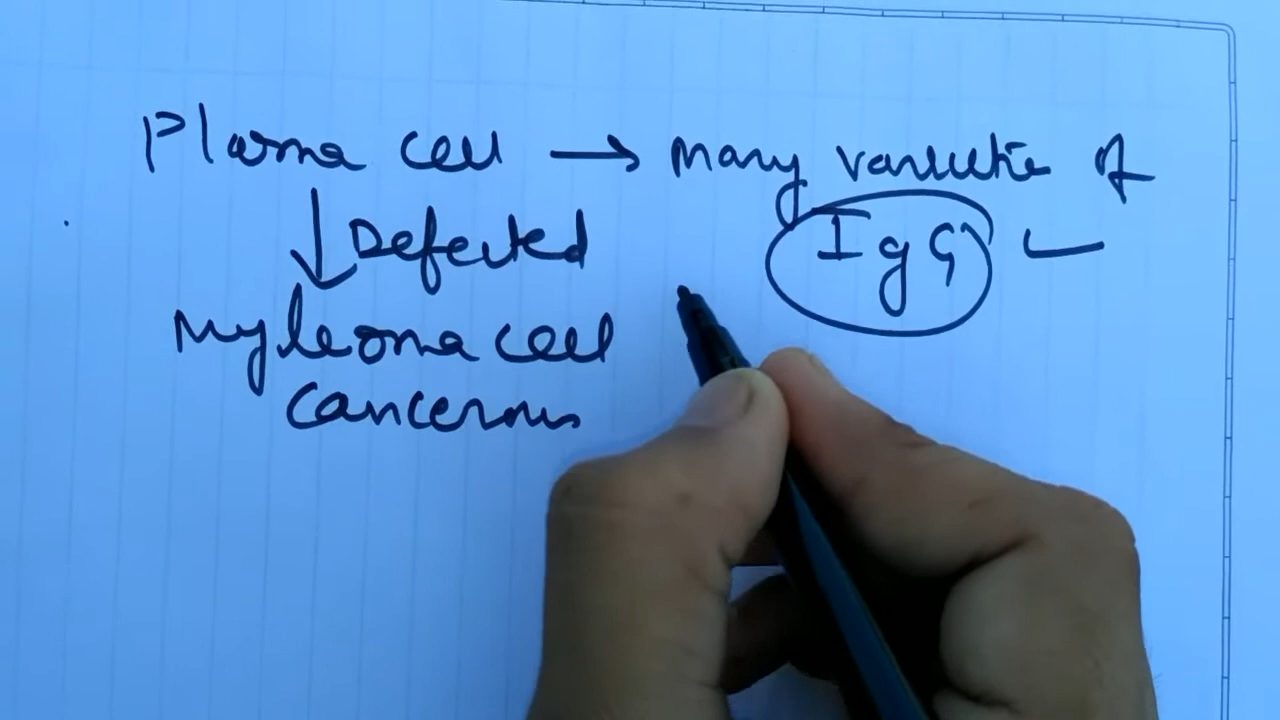 Plasma cell → Many varieties of
↓ Defected IgG
Myleoma cell
Cancerous